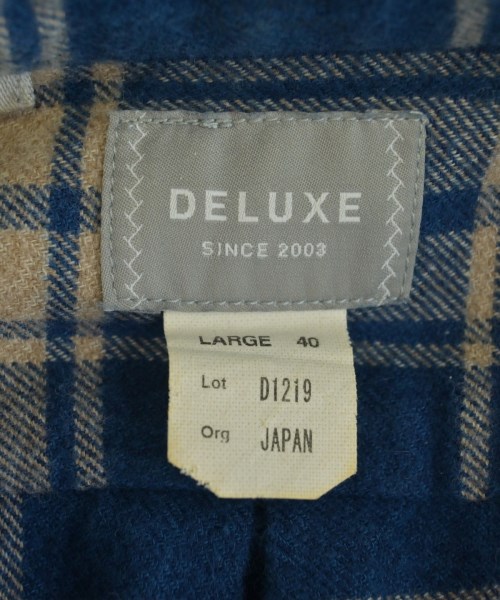 DELUXE
SINCE 2003
LARGE 40
Lot D1219
Org JAPAN